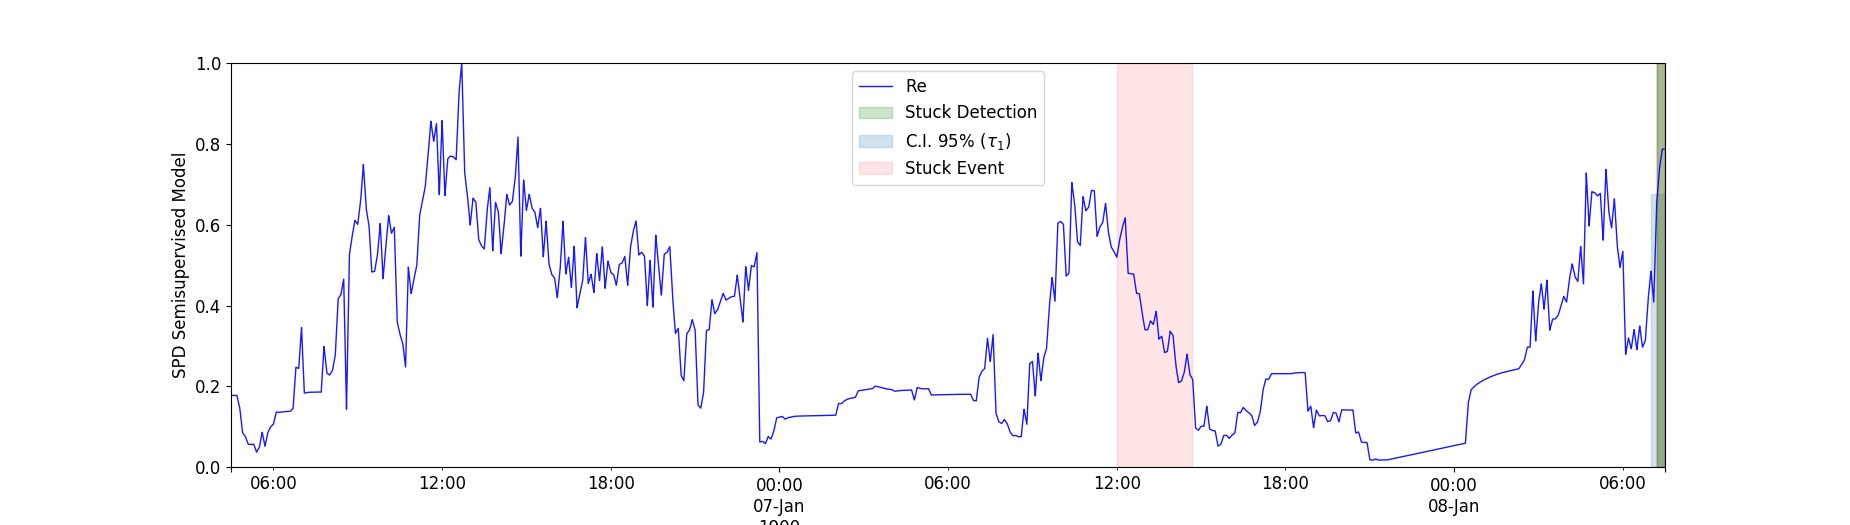 1.0
0.8
0.6
0.4
0.2
0.0
SPD Semisupervised Model
Re
Stuck Detection
C.I. 95% (τ₁)
Stuck Event
06:00 12:00 18:00 00:00 06:00 12:00 18:00 00:00 06:00
07-Jan 08-Jan
1900